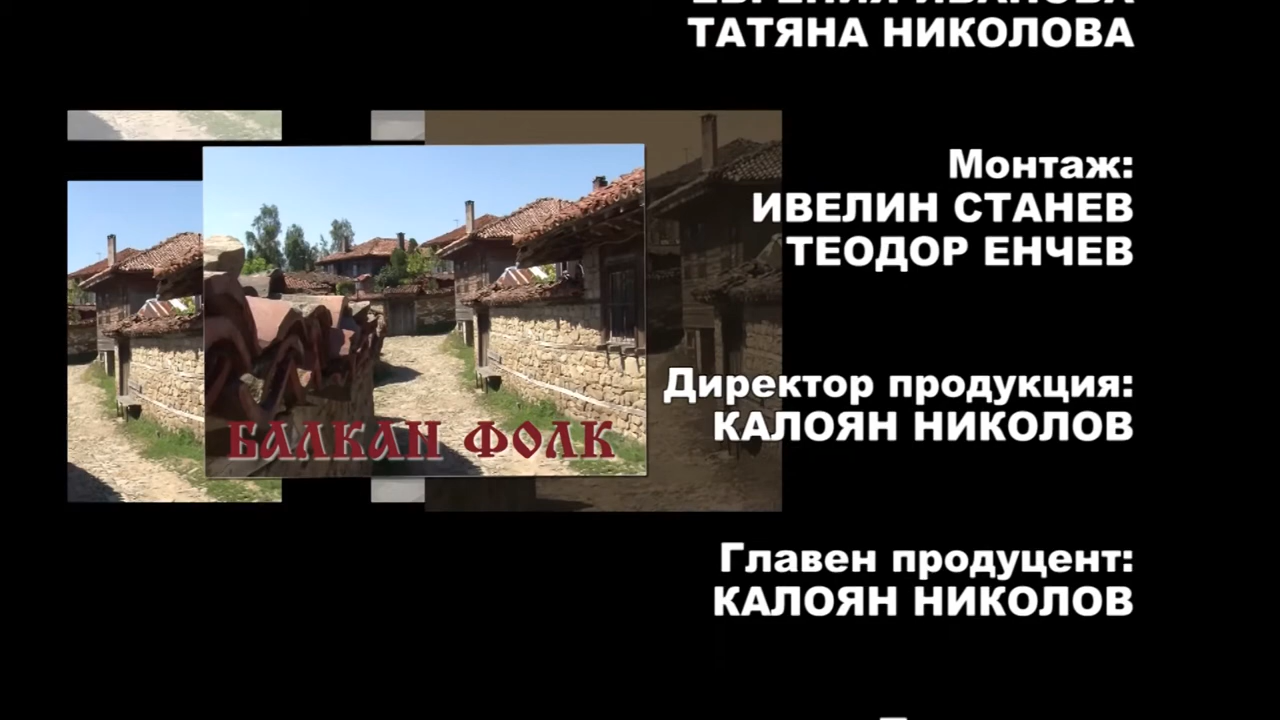 ТАТЯНА НИКОЛОВА
Монтаж:
ИВЕЛИН СТАНЕВ
ТЕОДОР ЕНЧЕВ
Директор продукция:
КАЛОЯН НИКОЛОВ
БАЛКАН ФОЛК
Главен продуцент:
КАЛОЯН НИКОЛОВ